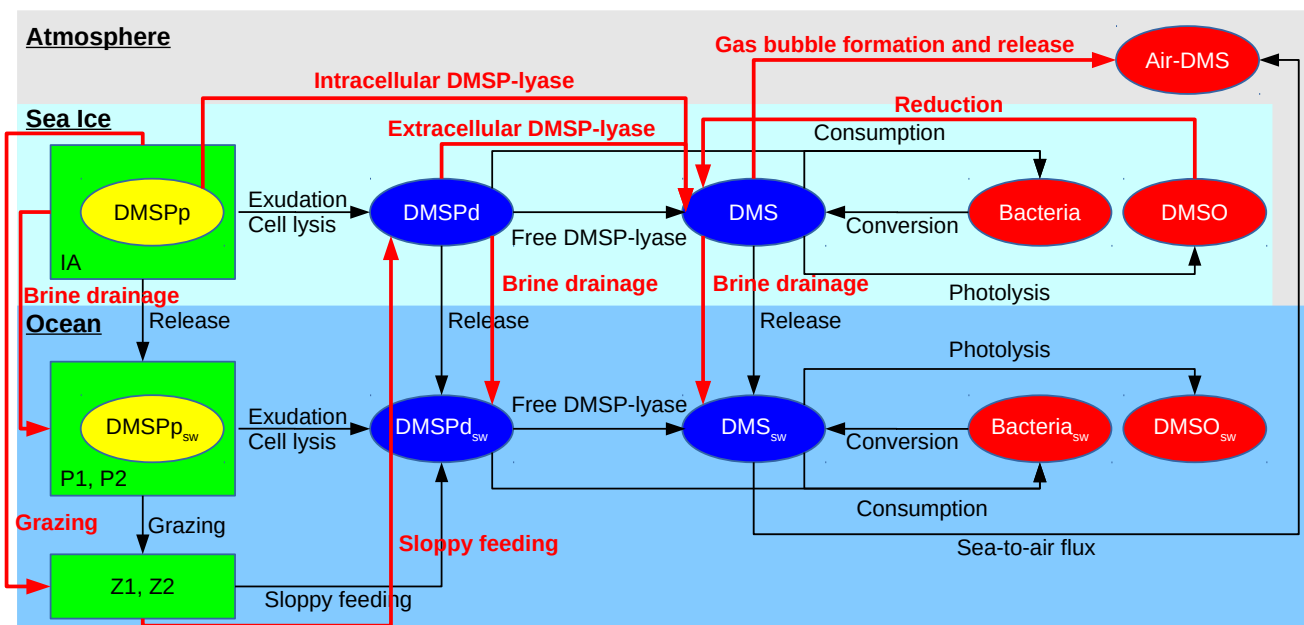 Atmosphere
Gas bubble formation and release
Air-DMS
Intracellular DMSP-lyase
Reduction
Sea Ice
Extracellular DMSP-lyase
Consumption
DMSPp
Exudation
Cell lysis
DMSPd
Free DMSP-lyase
DMS
Conversion
Bacteria
DMSO
IA
Brine drainage
Brine drainage
Brine drainage
Photolysis
Ocean
Release
Release
Release
Photolysis
DMSPpsw
Exudation
Cell lysis
DMSPdsw
Free DMSP-lyase
DMSsw
Conversion
Bacteriasw
DMSOsw
P1, P2
Consumption
Grazing
Grazing
Sloppy feeding
Sea-to-air flux
Z1, Z2
Sloppy feeding